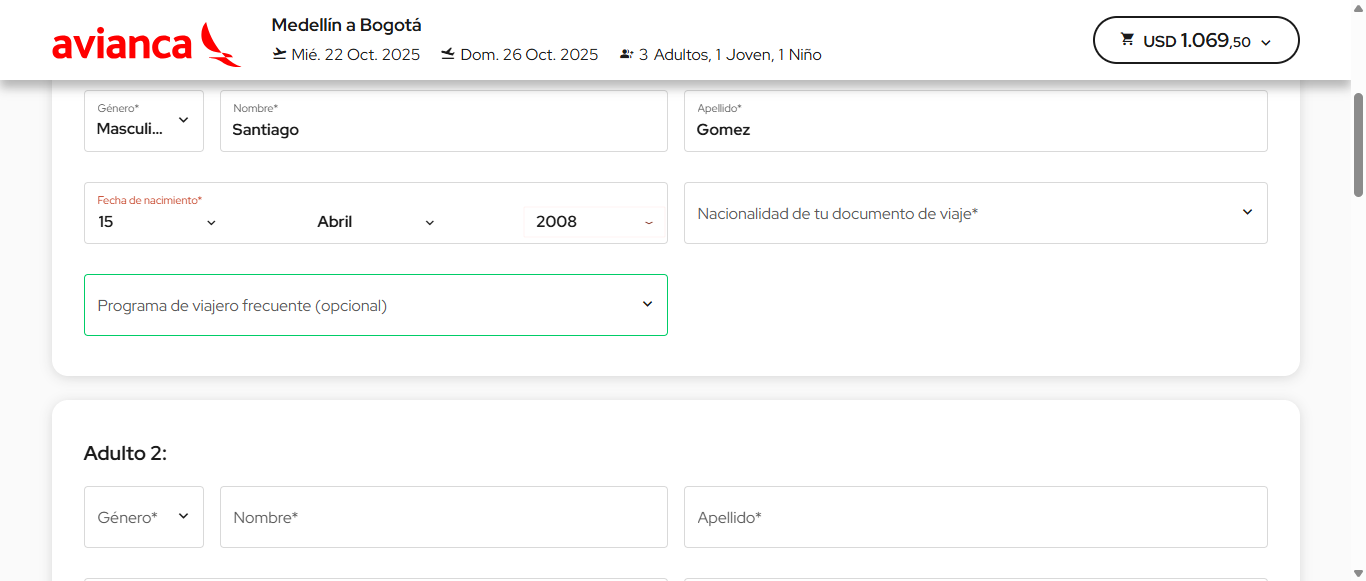 avianca
Medellín a Bogotá
Mié. 22 Oct. 2025 Dom. 26 Oct. 2025 3 Adultos, 1 Joven, 1 Niño
USD 1.069,50
Género* Nombre* Apellido*
Masculi... Santiago Gomez
Fecha de nacimiento*
15 Abril 2008
Nacionalidad de tu documento de viaje*
Programa de viajero frecuente (opcional)
Adulto 2:
Género* Nombre* Apellido*